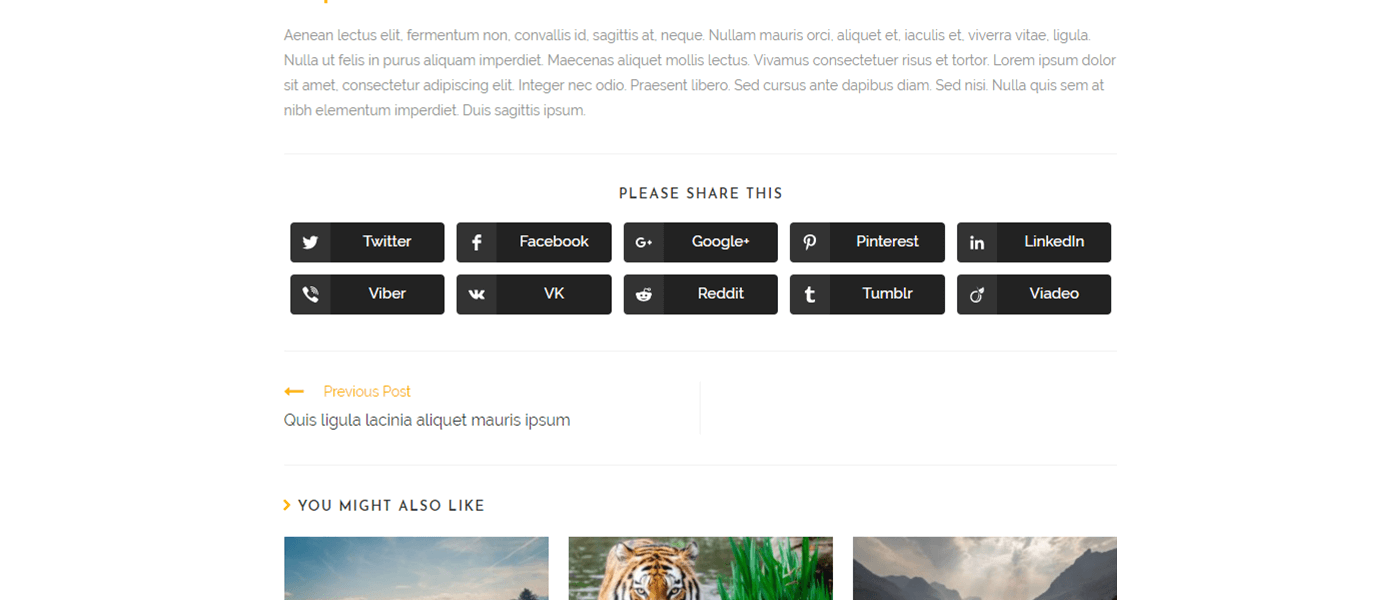 Aenean lectus elit, fermentum non, convallis id, sagittis at, neque. Nullam mauris orci, aliquet et, iaculis et, viverra vitae, ligula.
Nulla ut felis in purus aliquam imperdiet. Maecenas aliquet mollis lectus. Vivamus consectetuer risus et tortor. Lorem ipsum dolor
sit amet, consectetur adipiscing elit. Integer nec odio. Praesent libero. Sed cursus ante dapibus diam. Sed nisi. Nulla quis sem at
nibh elementum imperdiet. Duis sagittis ipsum.
PLEASE SHARE THIS
Twitter Facebook Google+ Pinterest LinkedIn
Viber VK Reddit Tumblr Viadeo
Previous Post
Quis ligula lacinia aliquet mauris ipsum
YOU MIGHT ALSO LIKE